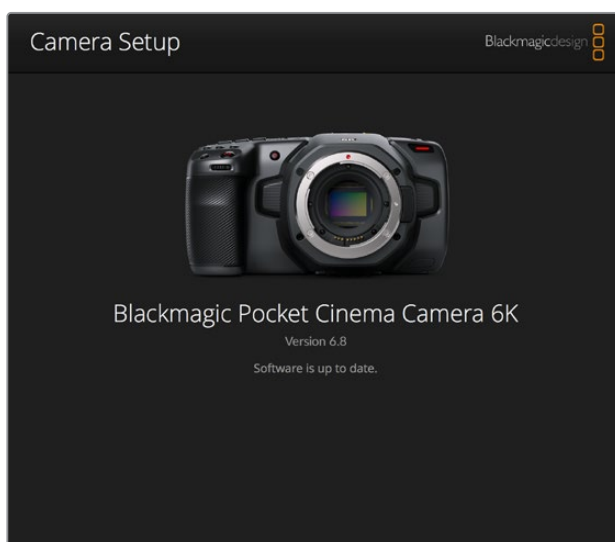 Camera Setup
Blackmagicdesign
Blackmagic Pocket Cinema Camera 6K
Version 6.8
Software is up to date.